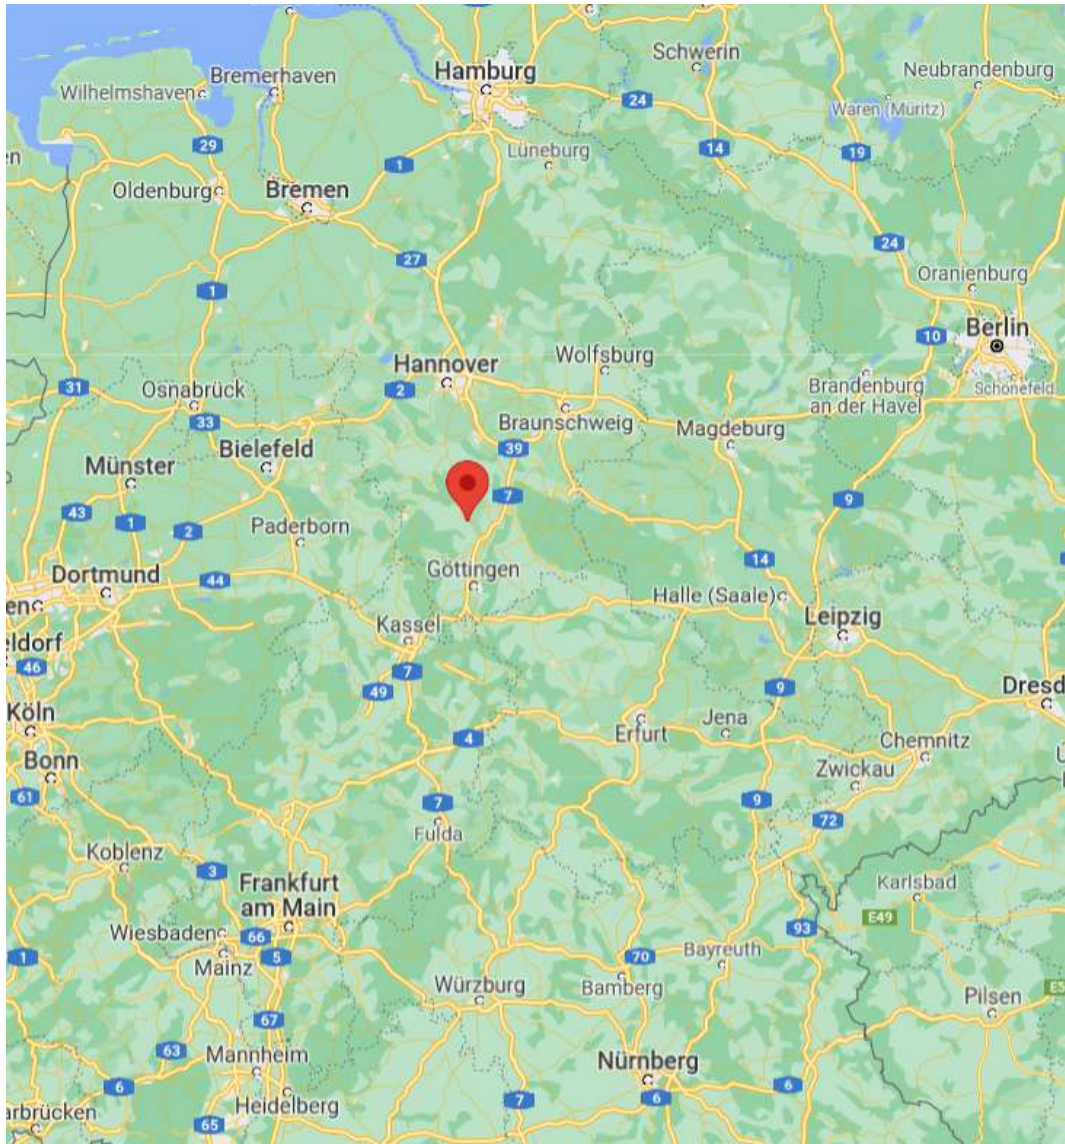 Schwerin
Hamburg
Neubrandenburg
Bremerhaven
Wilhelmshaven
24
Waren (Müritz)
29
1
Lüneburg
14
19
en
Oldenburg
Bremen
24
27
Oranienburg
1
Berlin
10
Hannover
Wolfsburg
31
Osnabrück
2
Brandenburg
an der Havel
Schönefeld
33
Braunschweig
Magdeburg
Bielefeld
39
Münster
7
9
43
1
2
Paderborn
14
Dortmund
44
Göttingen
Halle (Saale)
en
Leipzig
Kassel
eldorf
46
7
49
9
Dresd
Köln
4
Erfurt
Jena
Chemnitz
Ü
Bonn
Zwickau
61
7
9
72
Fulda
Koblenz
3
Frankfurt
am Main
Karlsbad
E49
Wiesbaden
66
93
1
5
70
Bayreuth
Mainz
Würzburg
Bamberg
E5
Pilsen
67
63
Mannheim
Nürnberg
6
6
arbrücken
Heidelberg
7
6
65